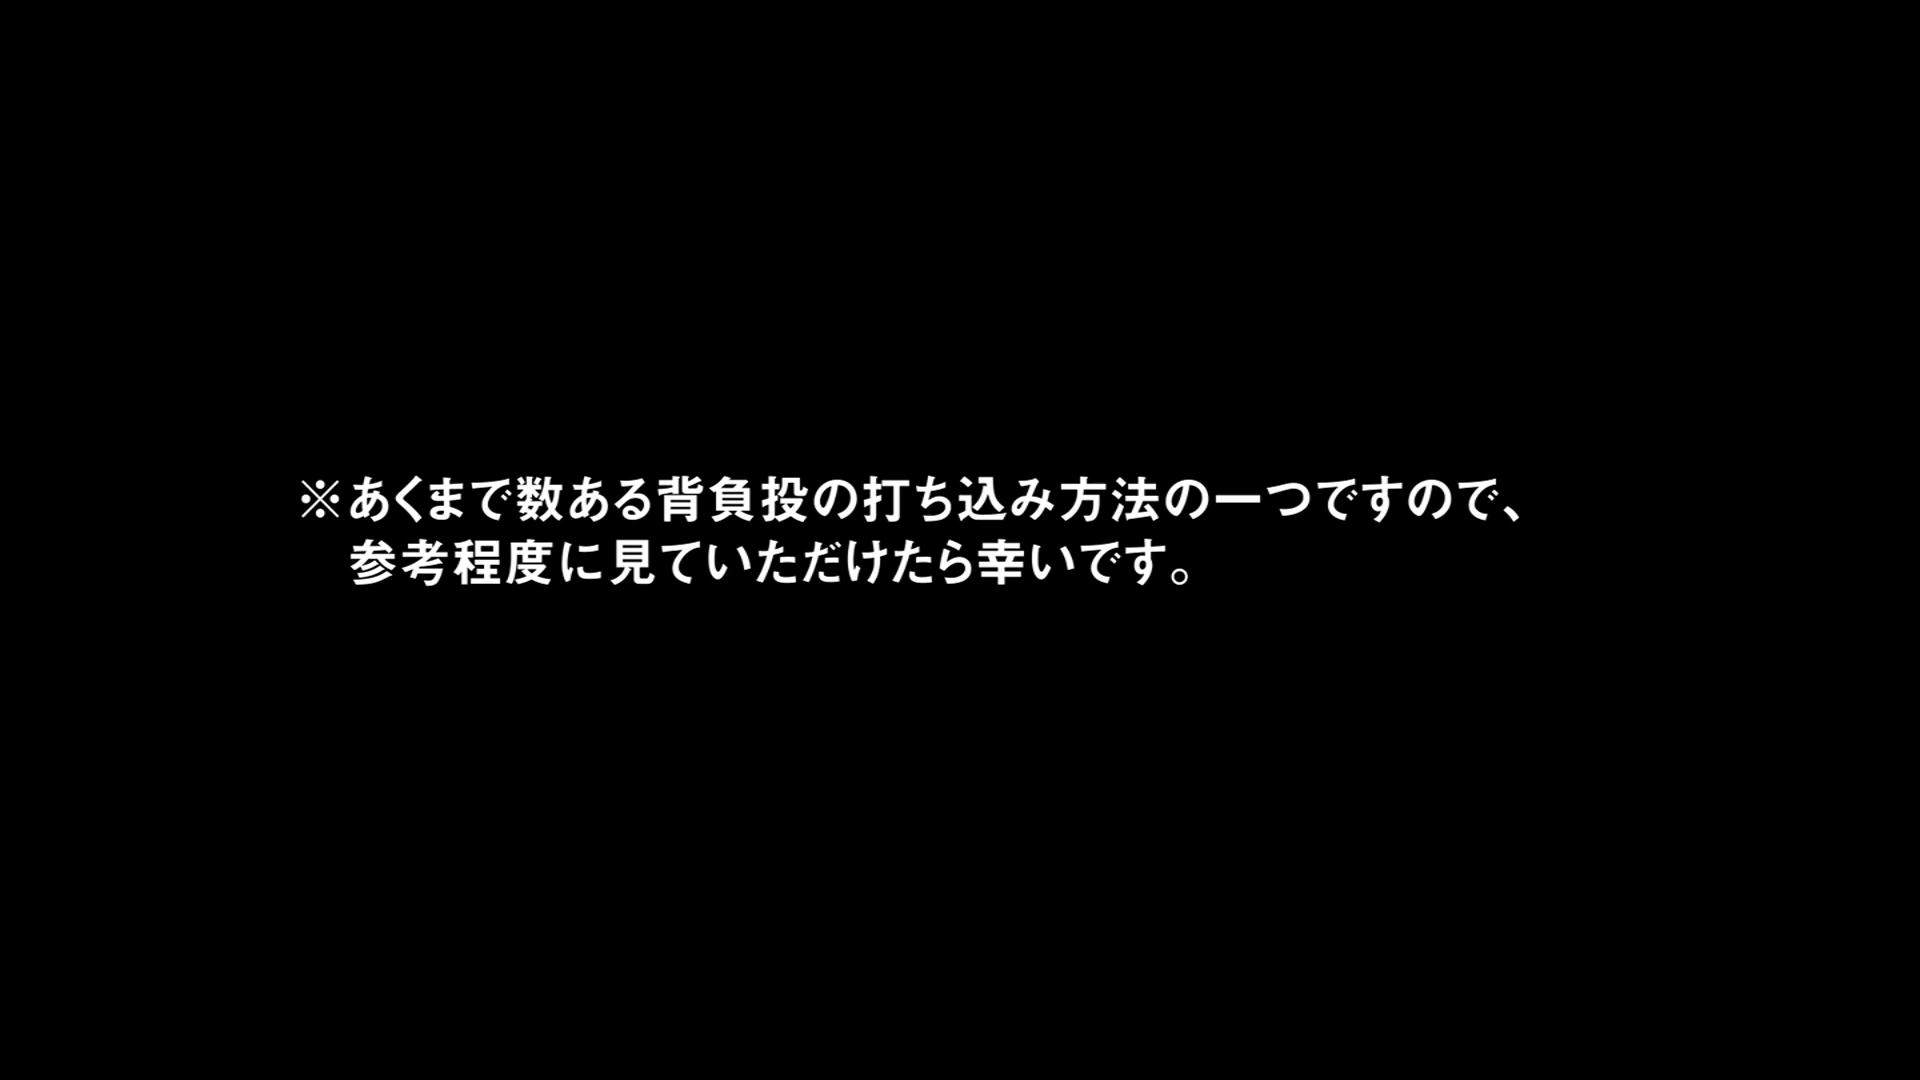 ※あくまで数ある背負投の打ち込み方法の一つですので、
参考程度に見ていただけたら幸いです。